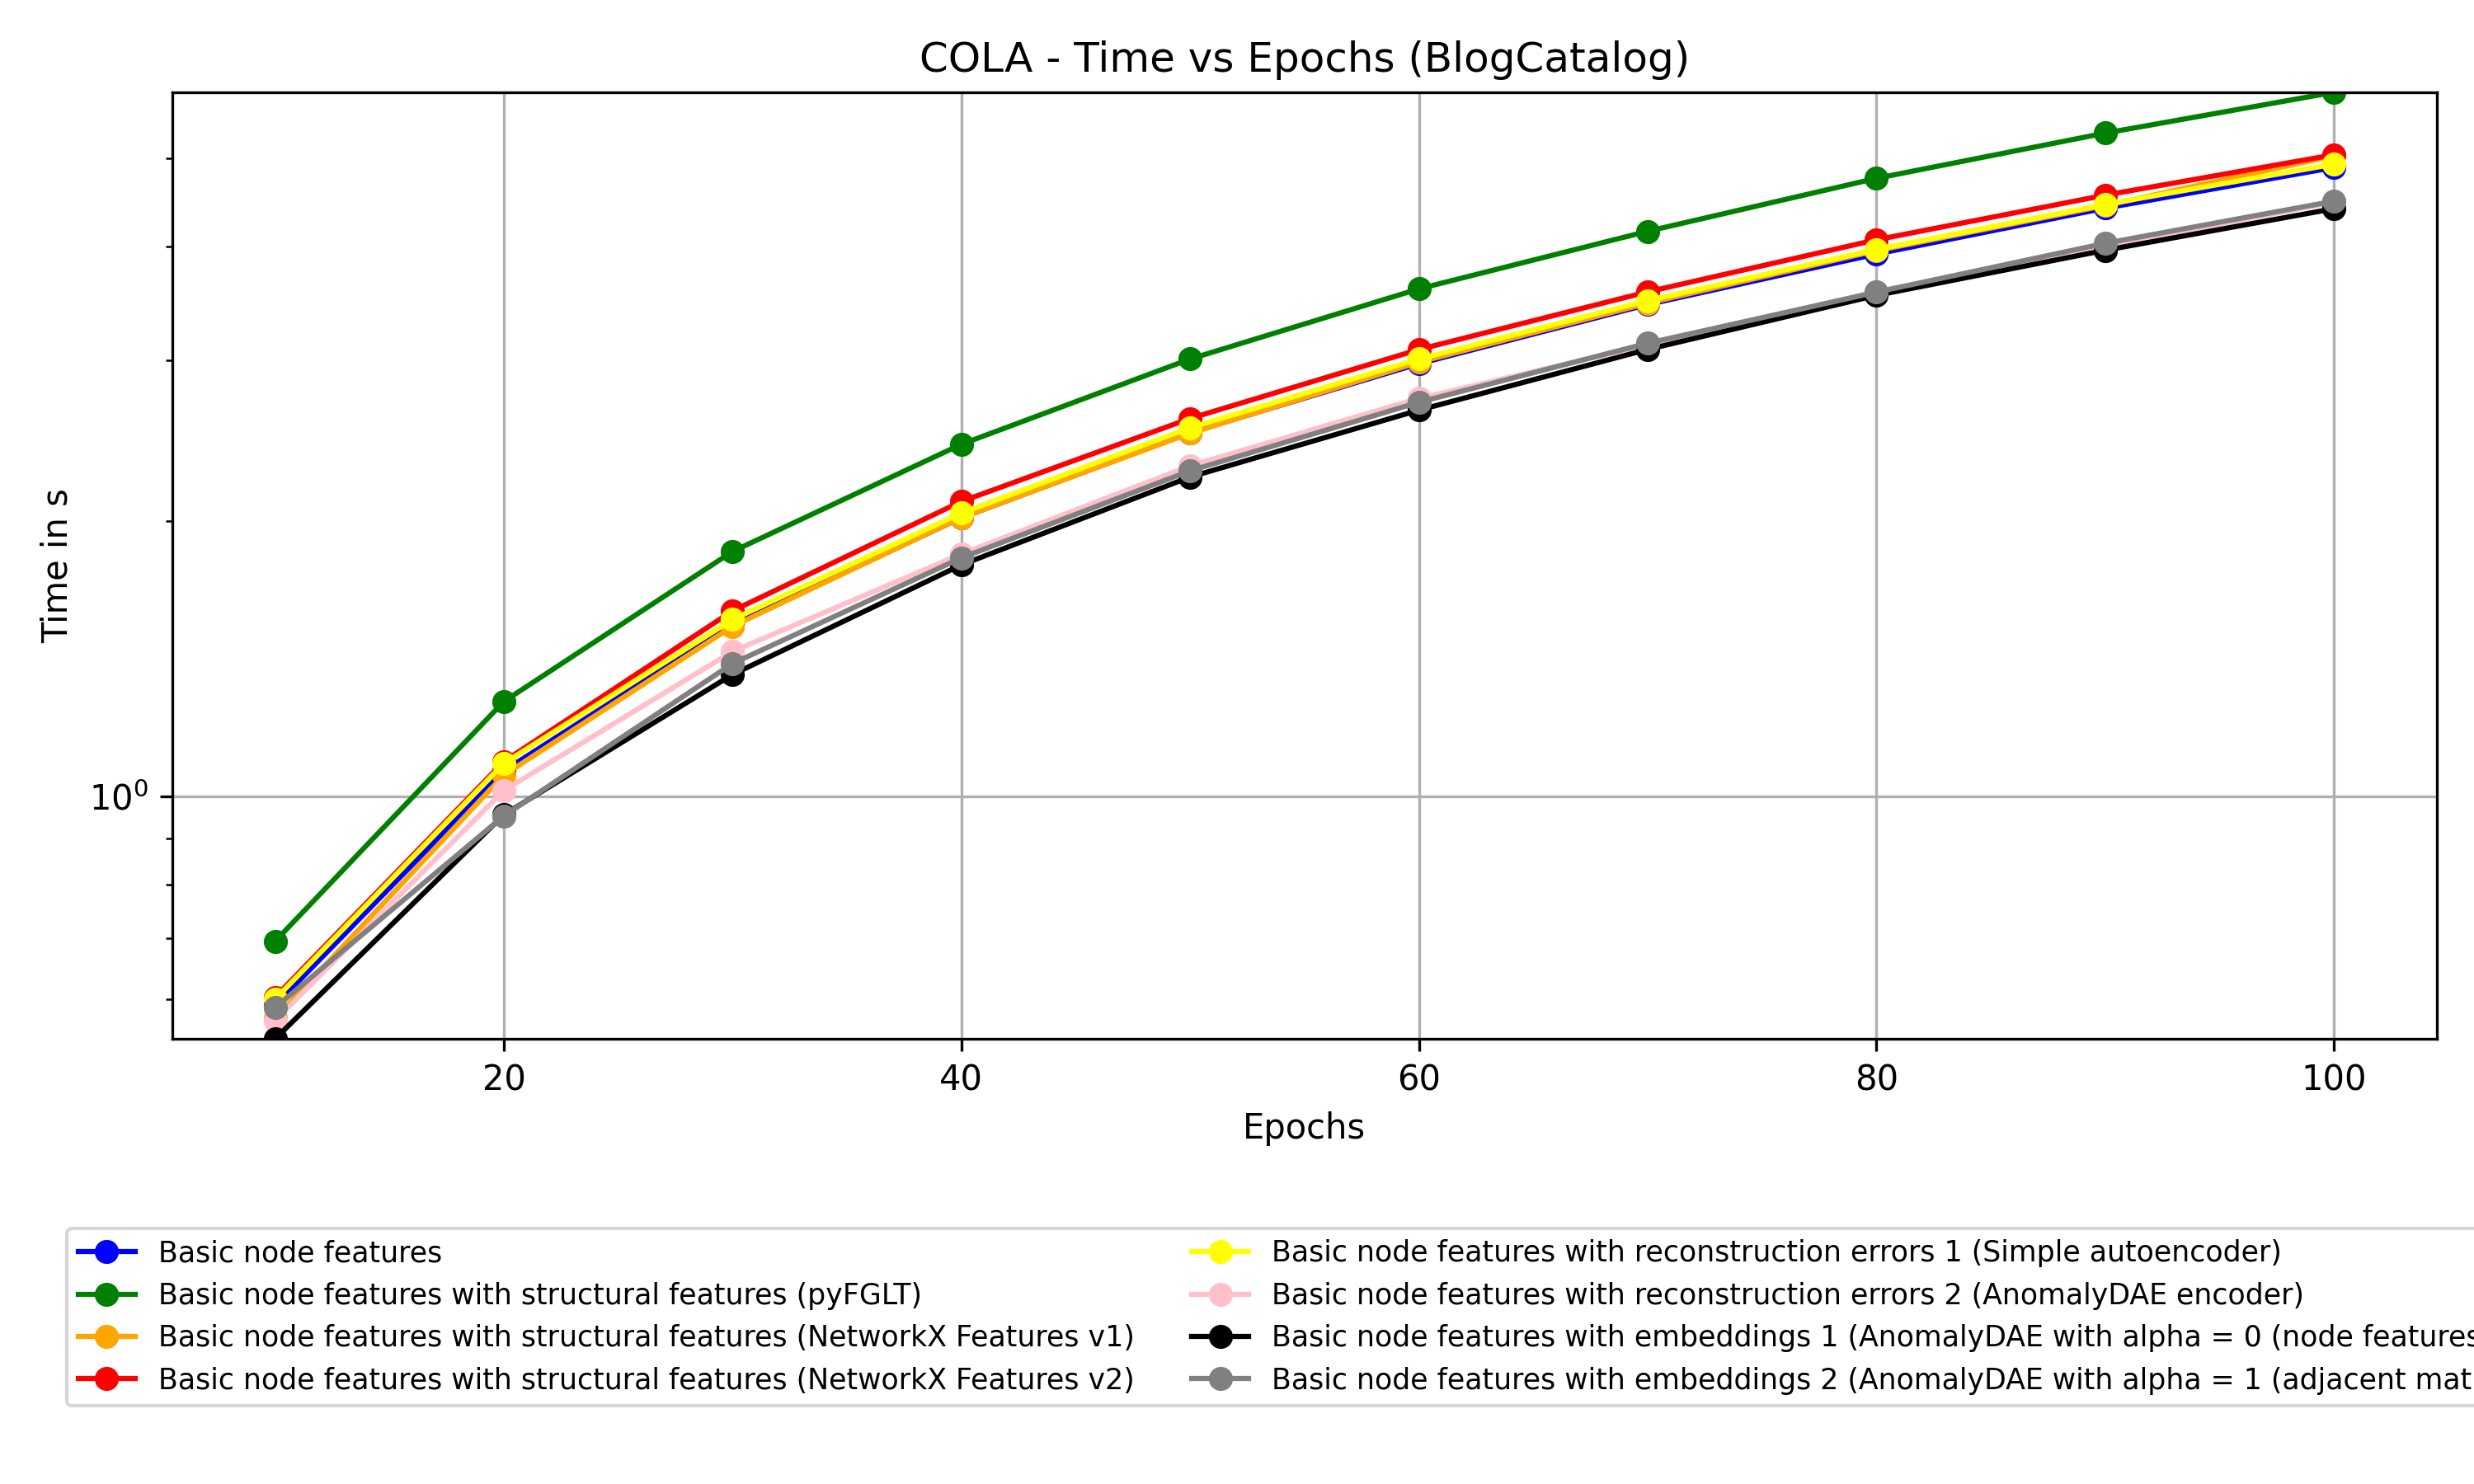 COLA - Time vs Epochs (BlogCatalog)
Time in s
10⁰
20 40 60 80 100
Epochs
Basic node features
Basic node features with structural features (pyFGLT)
Basic node features with structural features (NetworkX Features v1)
Basic node features with structural features (NetworkX Features v2)
Basic node features with reconstruction errors 1 (Simple autoencoder)
Basic node features with reconstruction errors 2 (AnomalyDAE encoder)
Basic node features with embeddings 1 (AnomalyDAE with alpha = 0 (node features
Basic node features with embeddings 2 (AnomalyDAE with alpha = 1 (adjacent mat